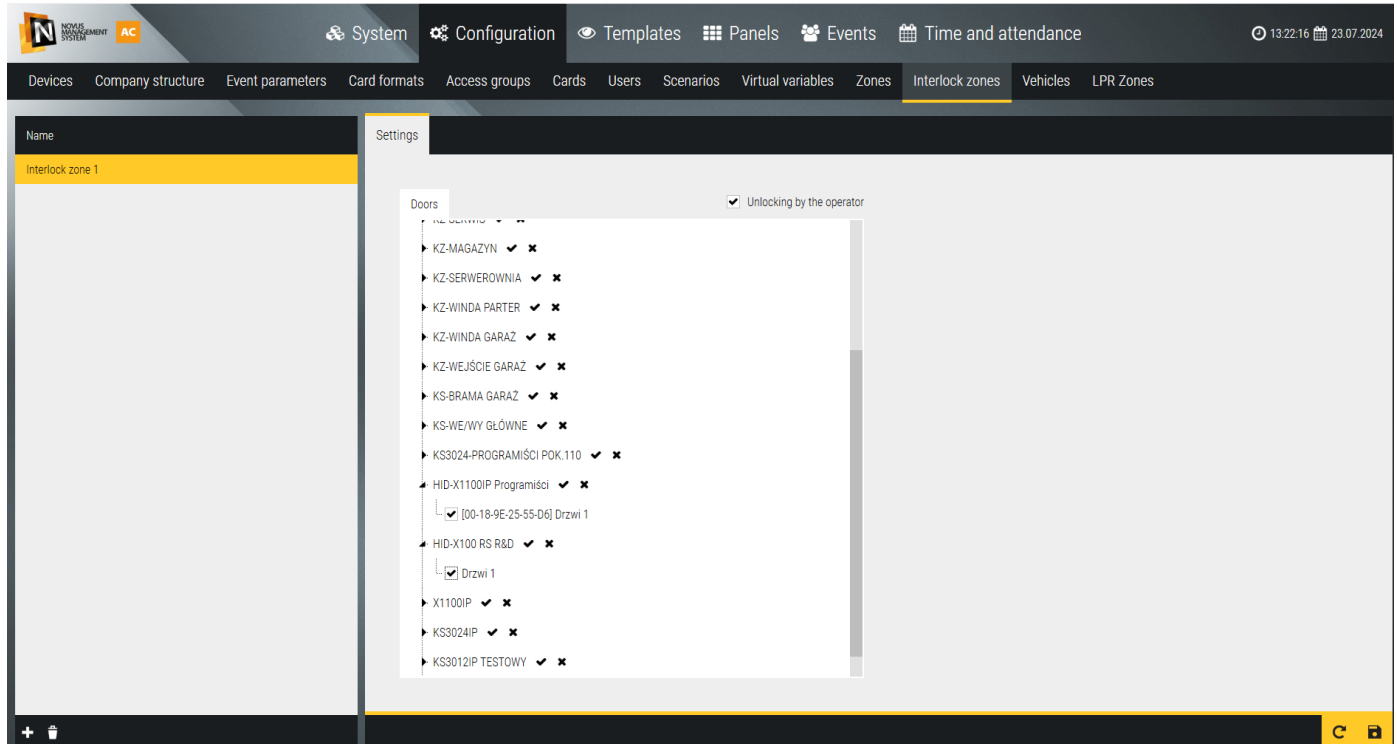 NOVUS
MANAGEMENT
SYSTEM
AC
System Configuration Templates Panels Events Time and attendance
13:22:16 23.07.2024
Devices Company structure Event parameters Card formats Access groups Cards Users Scenarios Virtual variables Zones Interlock zones Vehicles LPR Zones
Name
Settings
Interlock zone 1
Doors
Unlocking by the operator
KZ-SERWIS
KZ-MAGAZYN
KZ-SERWEROWNIA
KZ-WINDA PARTER
KZ-WINDA GARAŻ
KZ-WEJŚCIE GARAŻ
KS-BRAMA GARAŻ
KS-WE/WY GŁÓWNE
KS3024-PROGRAMIŚCI POK.110
HID-X1100IP Programiści
[00-18-9E-25-55-D6] Drzwi 1
HID-X100 RS R&D
Drzwi 1
X1100IP
KS3024IP
KS3012IP TESTOWY